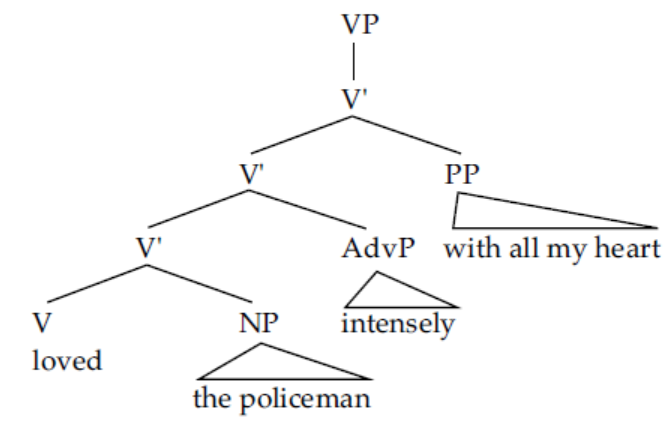 VP
V'
V' PP
V' AdvP with all my heart
V NP intensely
loved
the policeman